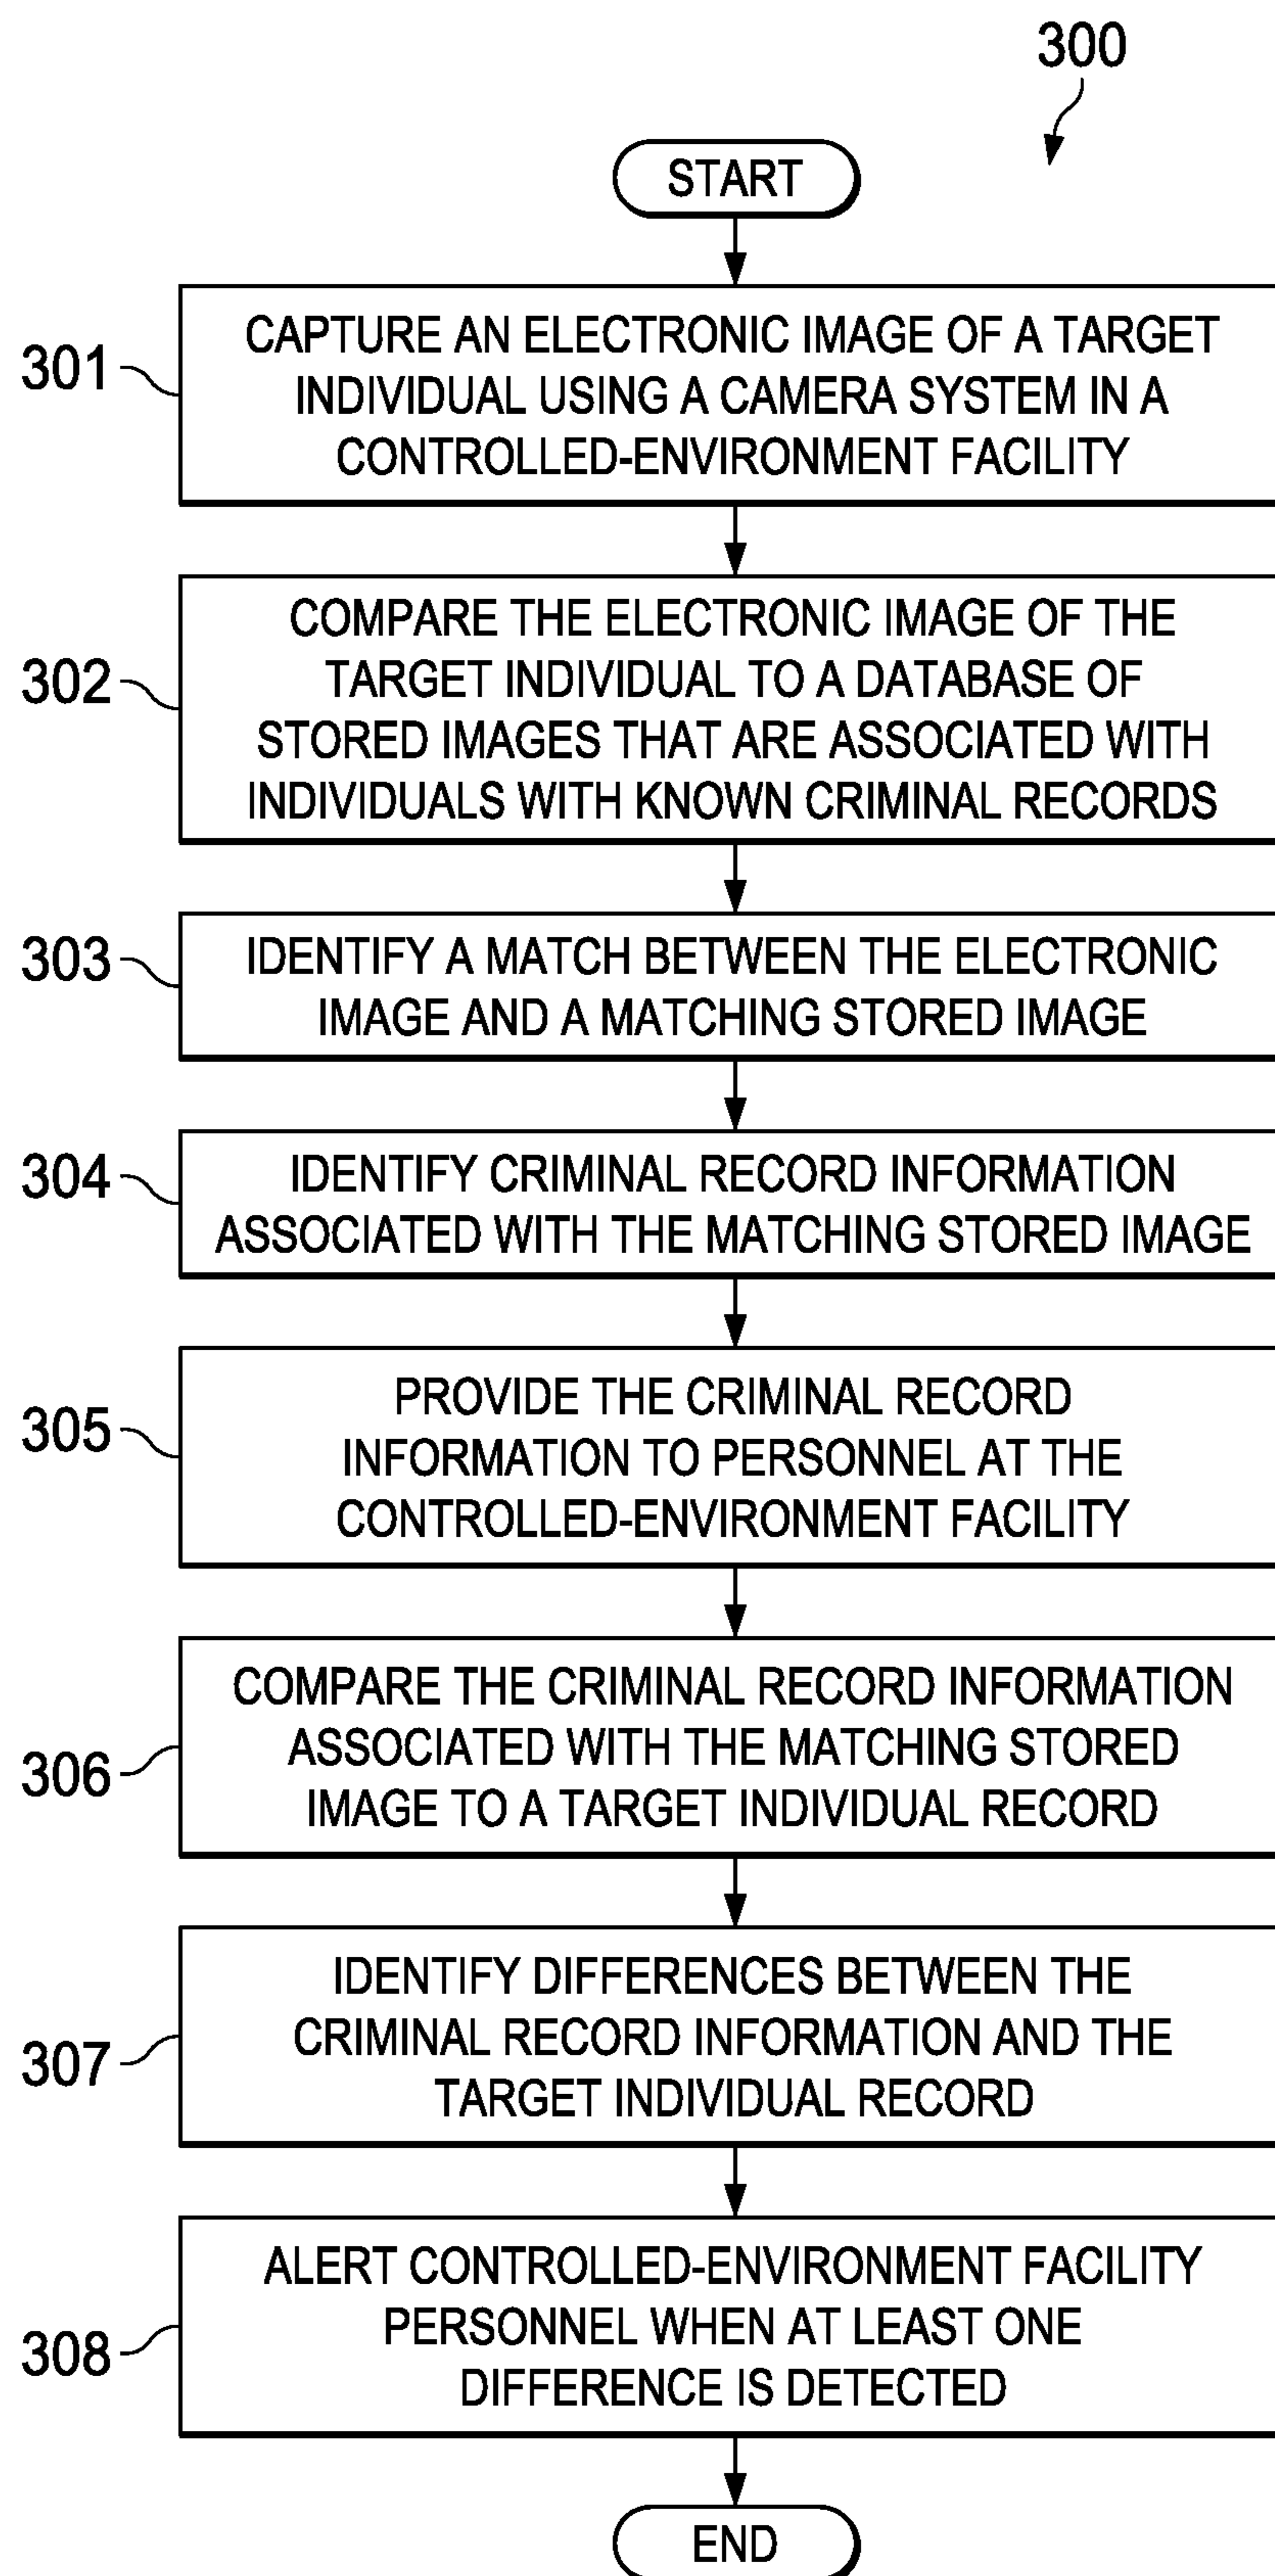 300
START
301
CAPTURE AN ELECTRONIC IMAGE OF A TARGET
INDIVIDUAL USING A CAMERA SYSTEM IN A
CONTROLLED-ENVIRONMENT FACILITY
302
COMPARE THE ELECTRONIC IMAGE OF THE
TARGET INDIVIDUAL TO A DATABASE OF
STORED IMAGES THAT ARE ASSOCIATED WITH
INDIVIDUALS WITH KNOWN CRIMINAL RECORDS
303
IDENTIFY A MATCH BETWEEN THE ELECTRONIC
IMAGE AND A MATCHING STORED IMAGE
304
IDENTIFY CRIMINAL RECORD INFORMATION
ASSOCIATED WITH THE MATCHING STORED IMAGE
305
PROVIDE THE CRIMINAL RECORD
INFORMATION TO PERSONNEL AT THE
CONTROLLED-ENVIRONMENT FACILITY
306
COMPARE THE CRIMINAL RECORD INFORMATION
ASSOCIATED WITH THE MATCHING STORED
IMAGE TO A TARGET INDIVIDUAL RECORD
307
IDENTIFY DIFFERENCES BETWEEN THE
CRIMINAL RECORD INFORMATION AND THE
TARGET INDIVIDUAL RECORD
308
ALERT CONTROLLED-ENVIRONMENT FACILITY
PERSONNEL WHEN AT LEAST ONE
DIFFERENCE IS DETECTED
END